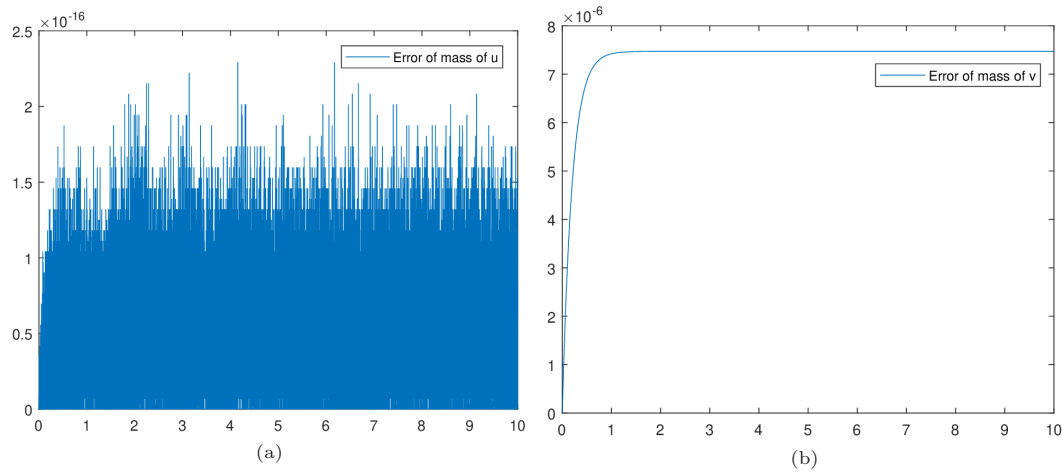 ×10⁻¹⁶
2.5
2
1.5
1
0.5
0
0 1 2 3 4 5 6 7 8 9 10
Error of mass of u
(a)
×10⁻⁶
8
7
6
5
4
3
2
1
0
0 1 2 3 4 5 6 7 8 9 10
Error of mass of v
(b)